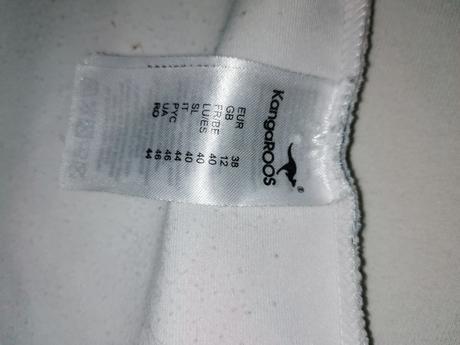 KangaROOS®
EUR 38
GB 12
FR/BE 40
LU/ES 40
SL 40
IT 44
PYC 46
UA 46
RO 44